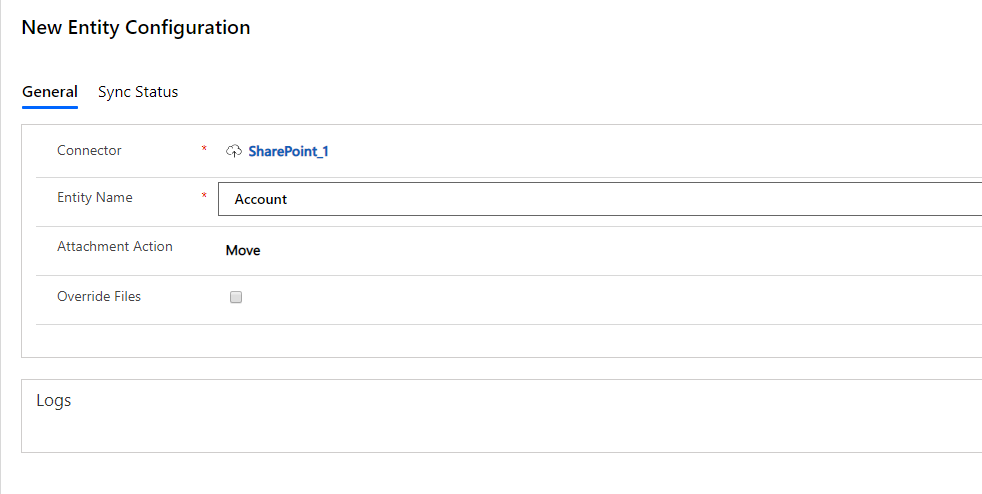 New Entity Configuration
General Sync Status
Connector * SharePoint_1
Entity Name * Account
Attachment Action Move
Override Files
Logs